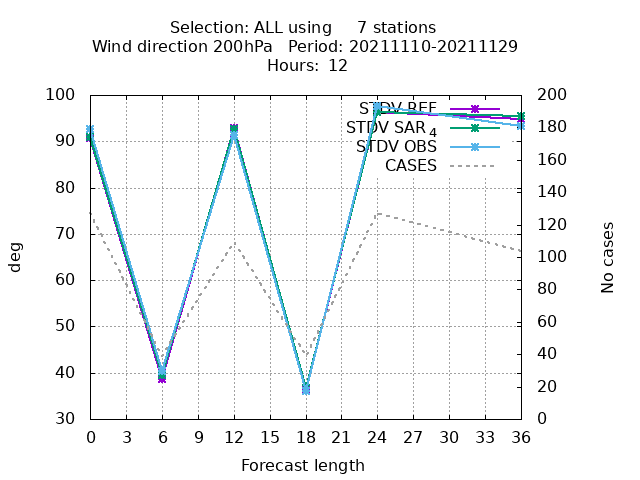 Selection: ALL using     7 stations
Wind direction 200hPa   Period: 20211110-20211129
Hours: 12
STDV REF
STDV SAR 4
STDV OBS
CASES
100
90
80
70
60
50
40
30
200
180
160
140
120
100
80
60
40
20
0
deg
No cases
0 3 6 9 12 15 18 21 24 27 30 33 36
Forecast length